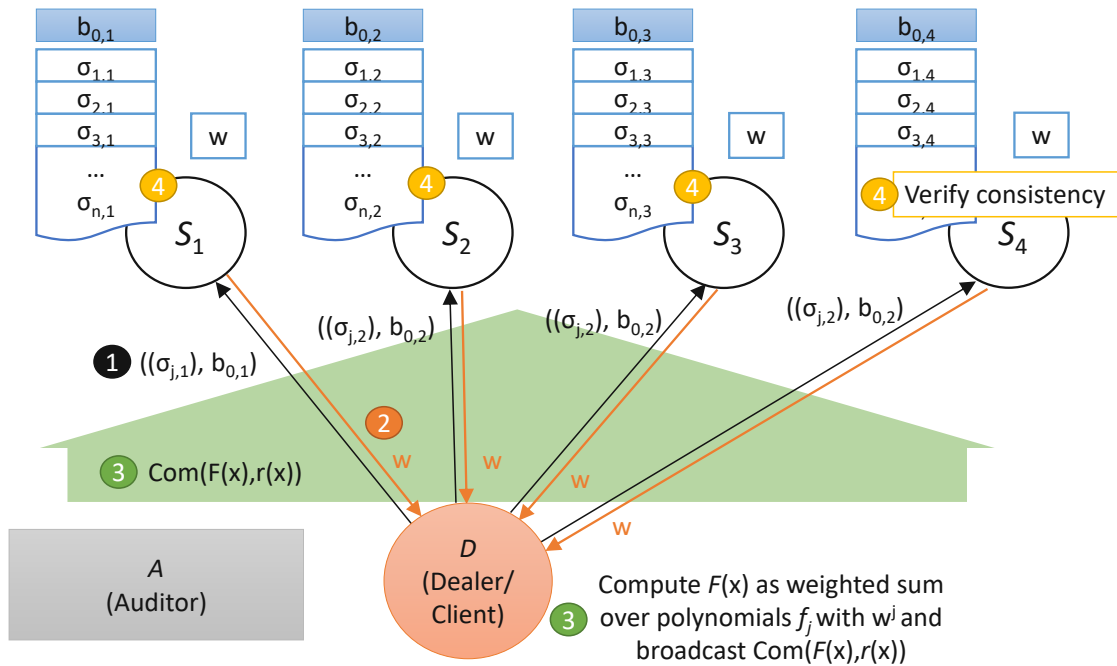 b0,1
b0,2
b0,3
b0,4
σ1,1
σ1,2
σ1,3
σ1,4
σ2,1
σ2,2
σ2,3
σ2,4
σ3,1
σ3,2
σ3,3
σ3,4
w
w
w
w
...
...
...
σn,1
σn,2
σn,3
4
4
4
4 Verify consistency
S1
S2
S3
S4
((σj,2), b0,2)
((σj,2), b0,2)
((σj,2), b0,2)
1 ((σj,1), b0,1)
2
3 Com(F(x),r(x))
w
w
w
w
A
(Auditor)
D
(Dealer/
Client)
Compute F(x) as weighted sum
3 over polynomials fj with wj and
broadcast Com(F(x),r(x))